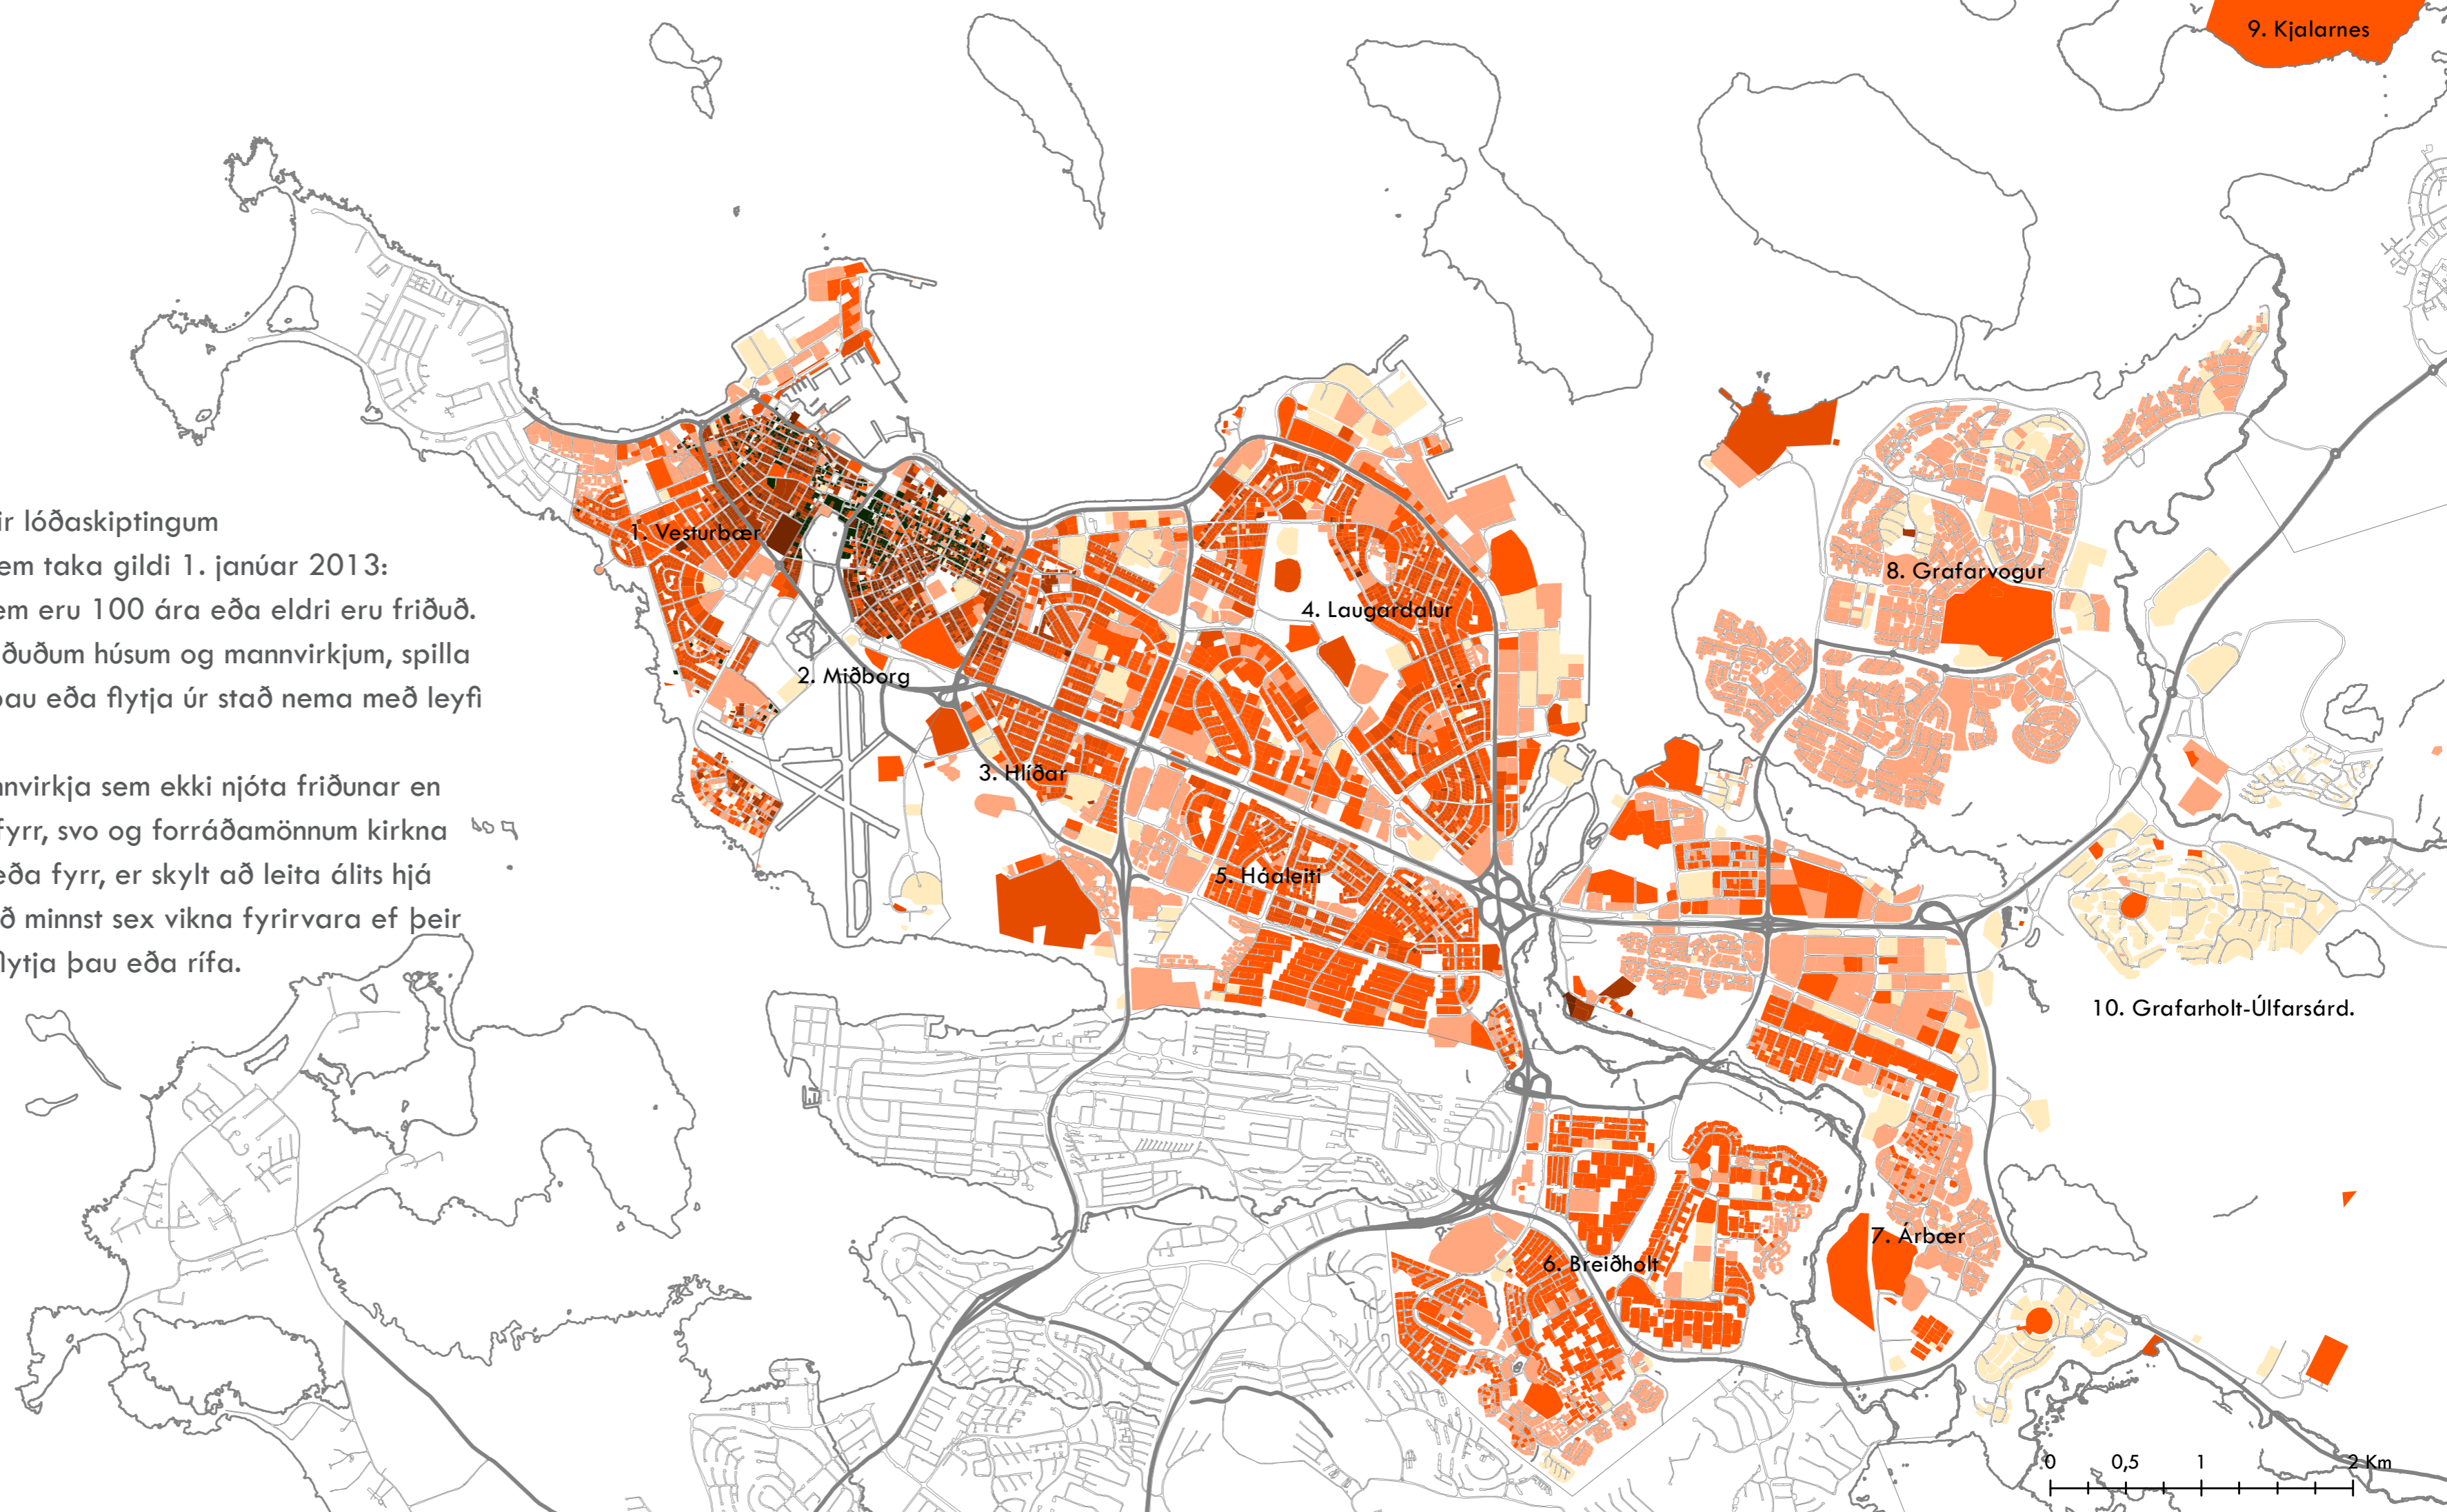 9. Kjalarnes
ir lóðaskiptingum
em taka gildi 1. janúar 2013:
em eru 100 ára eða eldri eru friðuð.
ðuðum húsum og mannvirkjum, spilla
þau eða flytja úr stað nema með leyfi
nnvirkja sem ekki njóta friðunar en
fyrr, svo og forráðamönnum kirkna
eða fyrr, er skylt að leita álits hjá
ð minnst sex vikna fyrirvara ef þeir
lytja þau eða rífa.
1. Vesturbær
2. Miðborg
3. Hlíðar
4. Laugardalur
5. Háaleiti
8. Grafarvogur
10. Grafarholt-Úlfarsárd.
7. Árbær
6. Breiðholt
0 0,5 1 2 Km